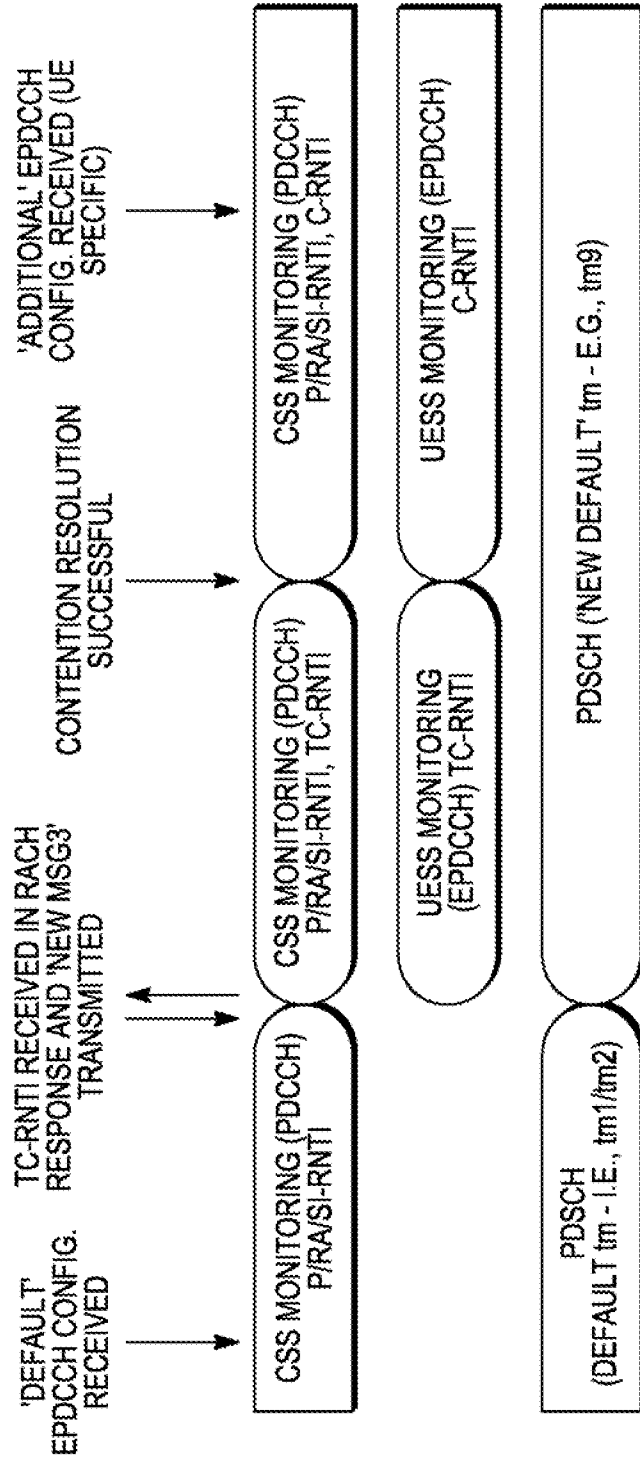 'DEFAULT'
EPDCCH CONFIG.
RECEIVED
TC-RNTI RECEIVED IN RACH
RESPONSE AND 'NEW MSG3'
TRANSMITTED
CONTENTION RESOLUTION
SUCCESSFUL
'ADDITIONAL' EPDCCH
CONFIG. RECEIVED (UE
SPECIFIC)
CSS MONITORING (PDCCH)
P/RA/SI-RNTI
CSS MONITORING (PDCCH)
P/RA/SI-RNTI, TC-RNTI
CSS MONITORING (PDCCH)
P/RA/SI-RNTI, C-RNTI
UESS MONITORING
(EPDCCH) TC-RNTI
UESS MONITORING (EPDCCH)
C-RNTI
PDSCH
(DEFAULT tm - I.E., tm1/tm2)
PDSCH ('NEW DEFAULT' tm - E.G., tm9)